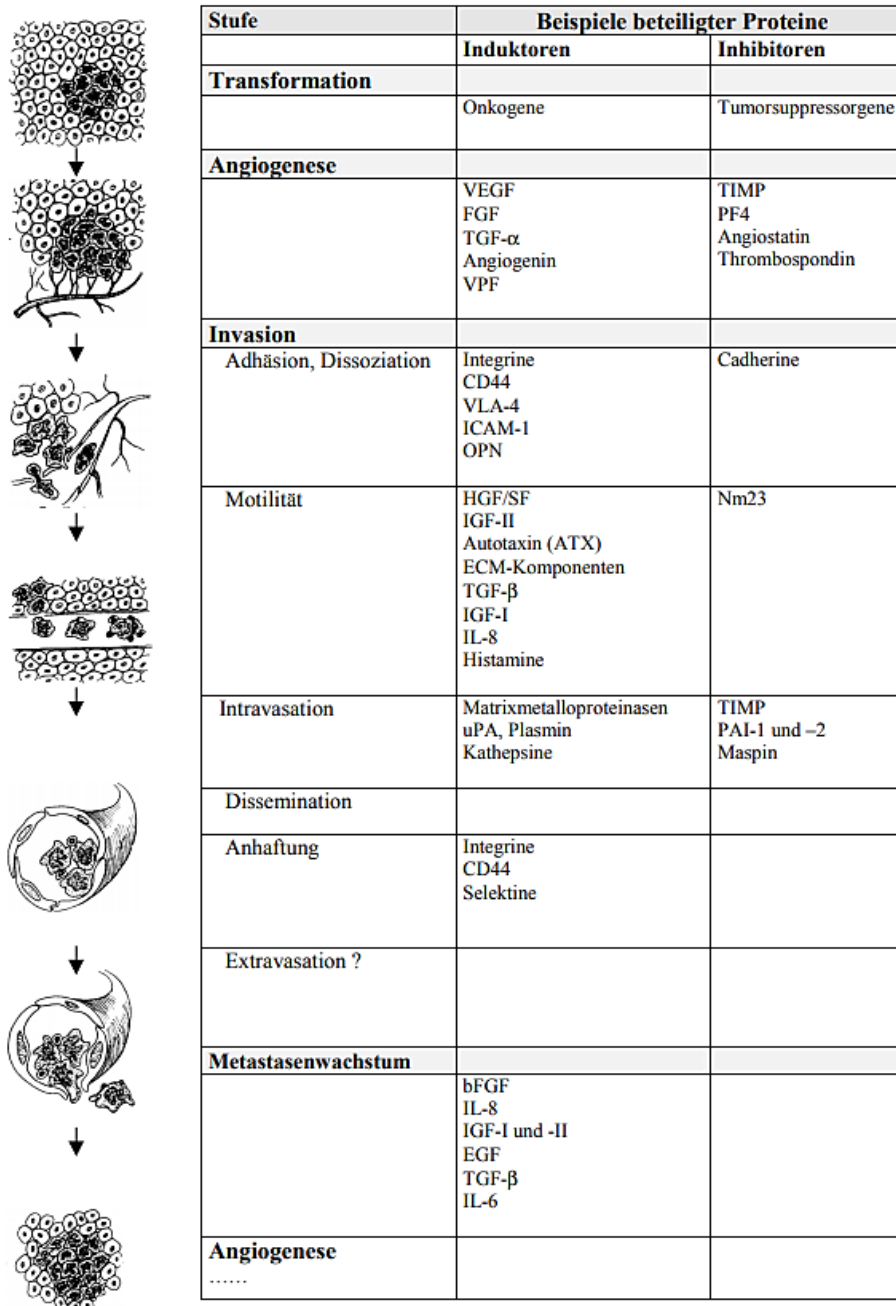 Stufe Beispiele beteiligter Proteine
Induktoren Inhibitoren
Transformation
Onkogene Tumorsuppressorgene
Angiogenese
VEGF TIMP
FGF PF4
TGF-α Angiostatin
Angiogenin Thrombospondin
VPF
Invasion
Adhäsion, Dissoziation Integrine Cadherine
CD44
VLA-4
ICAM-1
OPN
Motilität HGF/SF Nm23
IGF-II
Autotaxin (ATX)
ECM-Komponenten
TGF-β
IGF-I
IL-8
Histamine
Intravasation Matrixmetalloproteinasen TIMP
uPA, Plasmin PAI-1 und –2
Kathepsine Maspin
Dissemination
Anhaftung Integrine
CD44
Selektine
Extravasation ?
Metastasenwachstum
bFGF
IL-8
IGF-I und -II
EGF
TGF-β
IL-6
Angiogenese
......